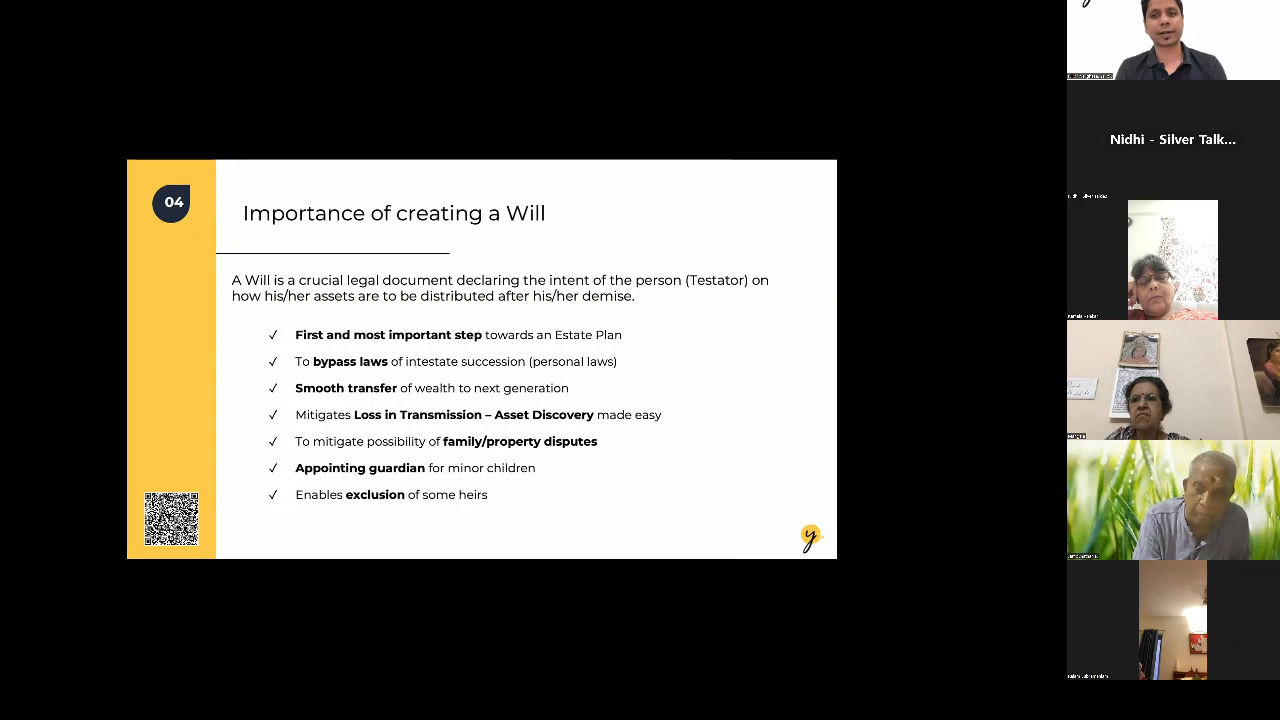 04
Importance of creating a Will
A Will is a crucial legal document declaring the intent of the person (Testator) on
how his/her assets are to be distributed after his/her demise.
✓ First and most important step towards an Estate Plan
✓ To bypass laws of intestate succession (personal laws)
✓ Smooth transfer of wealth to next generation
✓ Mitigates Loss in Transmission – Asset Discovery made easy
✓ To mitigate possibility of family/property disputes
✓ Appointing guardian for minor children
✓ Enables exclusion of some heirs
y
Nidhi - Silver Talk...